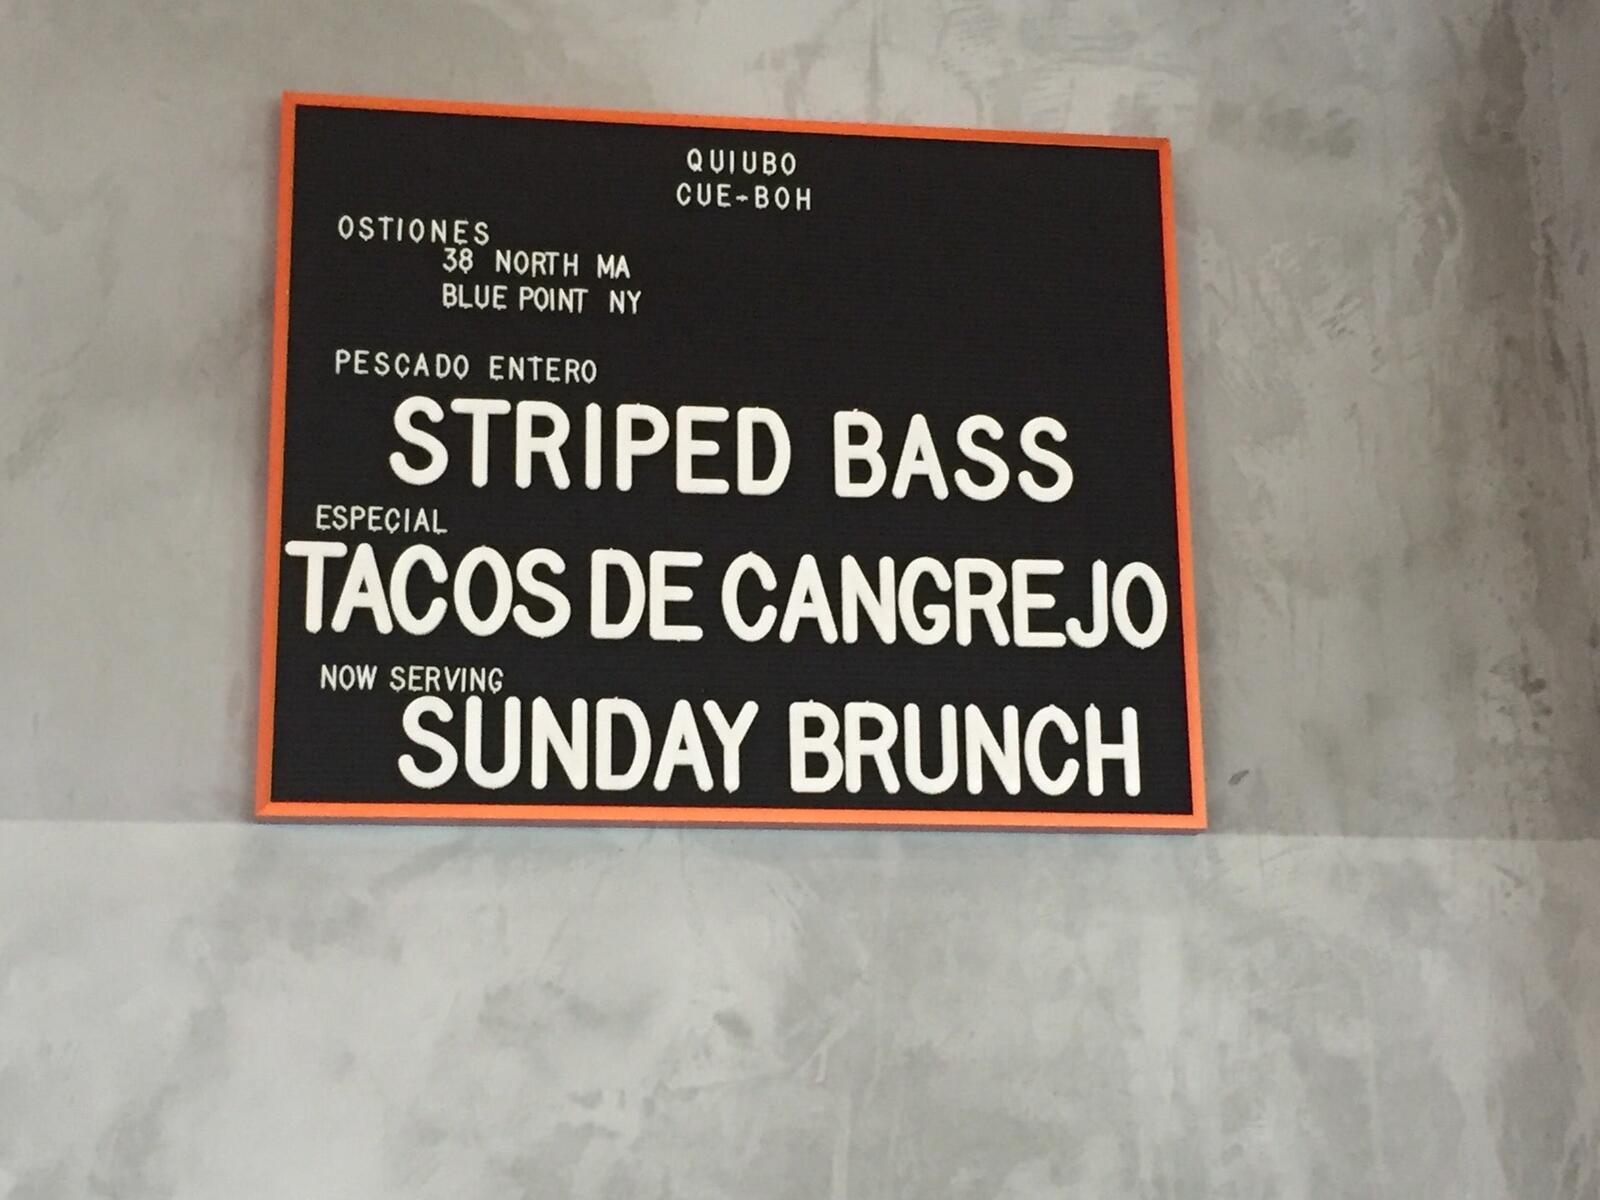 QUIUBO
CUE-BOH
OSTIONES
38 NORTH MA
BLUE POINT NY
PESCADO ENTERO
STRIPED BASS
ESPECIAL
TACOS DE CANGREJO
NOW SERVING
SUNDAY BRUNCH